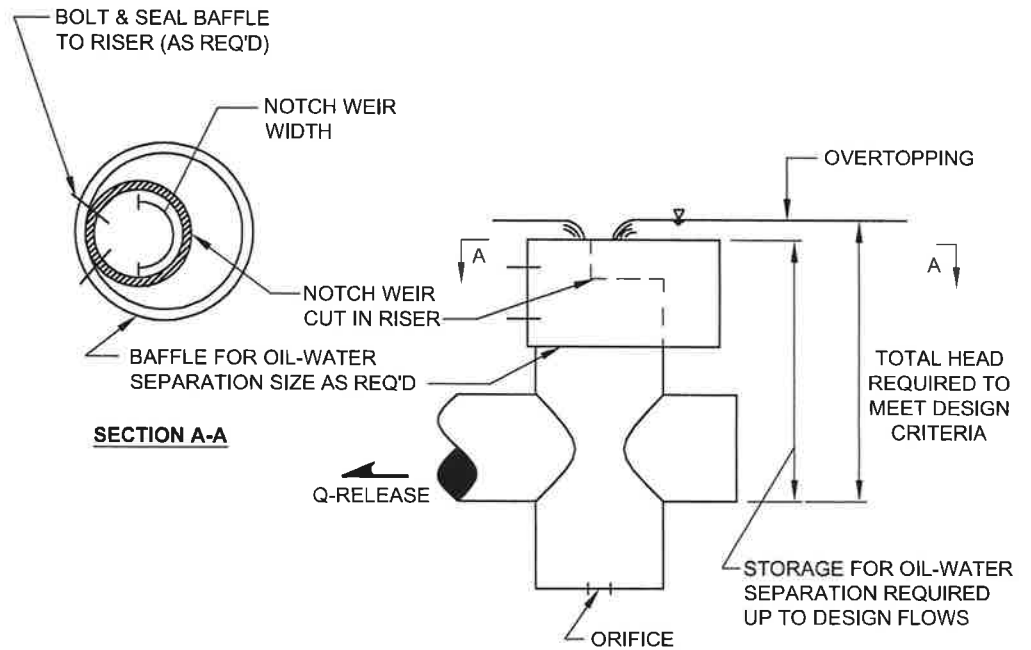 BOLT & SEAL BAFFLE
TO RISER (AS REQ'D)
NOTCH WEIR
WIDTH
OVERTOPPING
A
A
NOTCH WEIR
CUT IN RISER
BAFFLE FOR OIL-WATER
SEPARATION SIZE AS REQ'D
TOTAL HEAD
REQUIRED TO
MEET DESIGN
CRITERIA
SECTION A-A
Q-RELEASE
STORAGE FOR OIL-WATER
SEPARATION REQUIRED
UP TO DESIGN FLOWS
ORIFICE